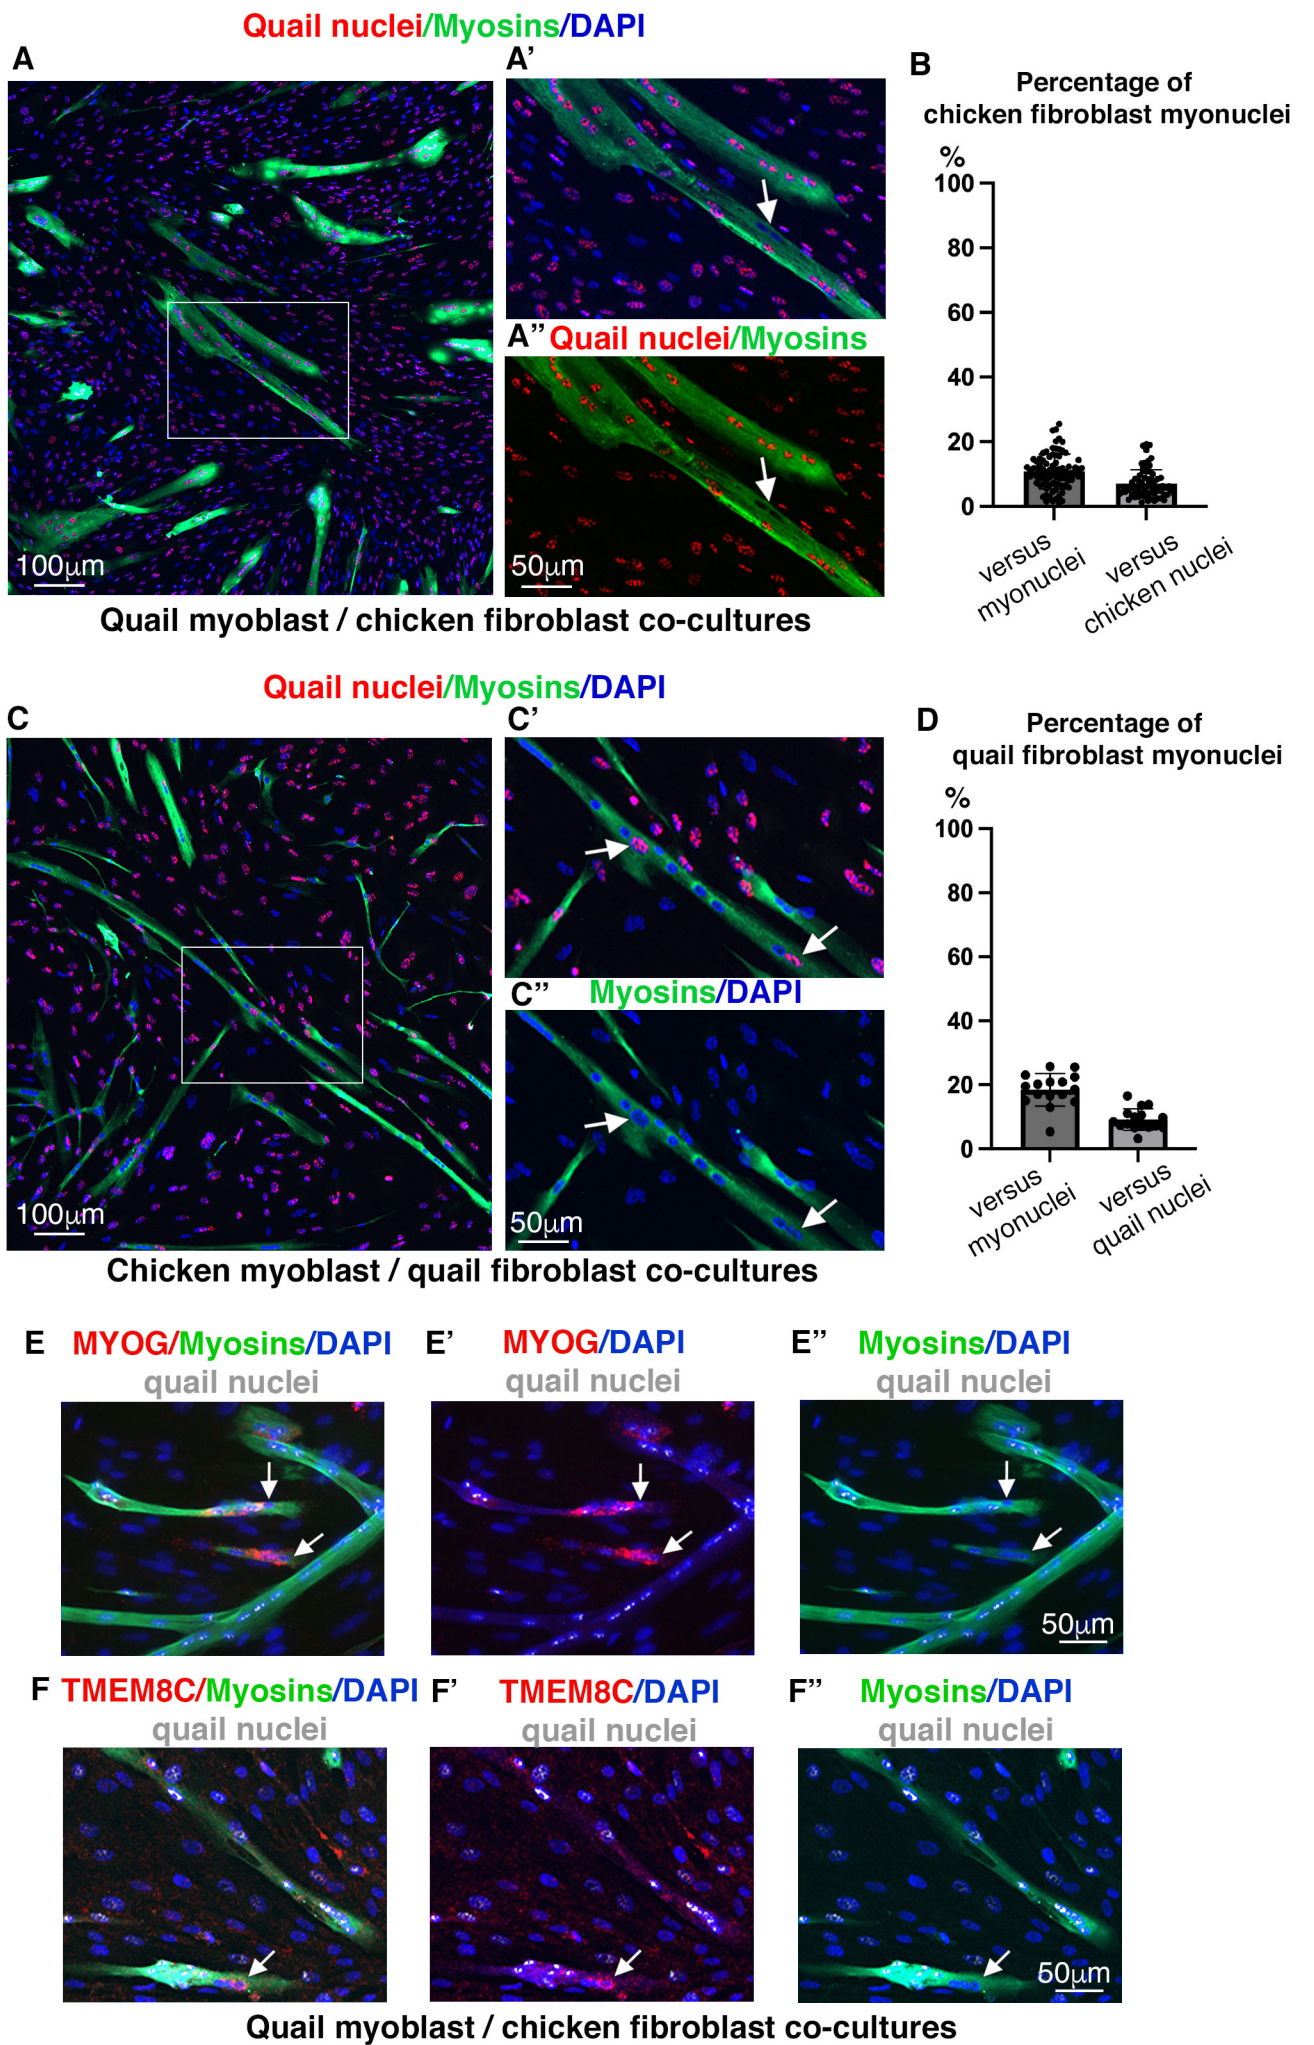 Quail nuclei/Myosins/DAPI
A
A’
100μm
A” Quail nuclei/Myosins
50μm
Quail myoblast / chicken fibroblast co-cultures
B
Percentage of
chicken fibroblast myonuclei
%
100
80
60
40
20
0
versus
myonuclei
versus
chicken nuclei
Quail nuclei/Myosins/DAPI
C
C’
100μm
C” Myosins/DAPI
50μm
Chicken myoblast / quail fibroblast co-cultures
D
Percentage of
quail fibroblast myonuclei
%
100
80
60
40
20
0
versus
myonuclei
versus
quail nuclei
E MYOG/Myosins/DAPI
quail nuclei
E’ MYOG/DAPI
quail nuclei
E” Myosins/DAPI
quail nuclei
50μm
F TMEM8C/Myosins/DAPI
quail nuclei
F’ TMEM8C/DAPI
quail nuclei
F” Myosins/DAPI
quail nuclei
50μm
Quail myoblast / chicken fibroblast co-cultures